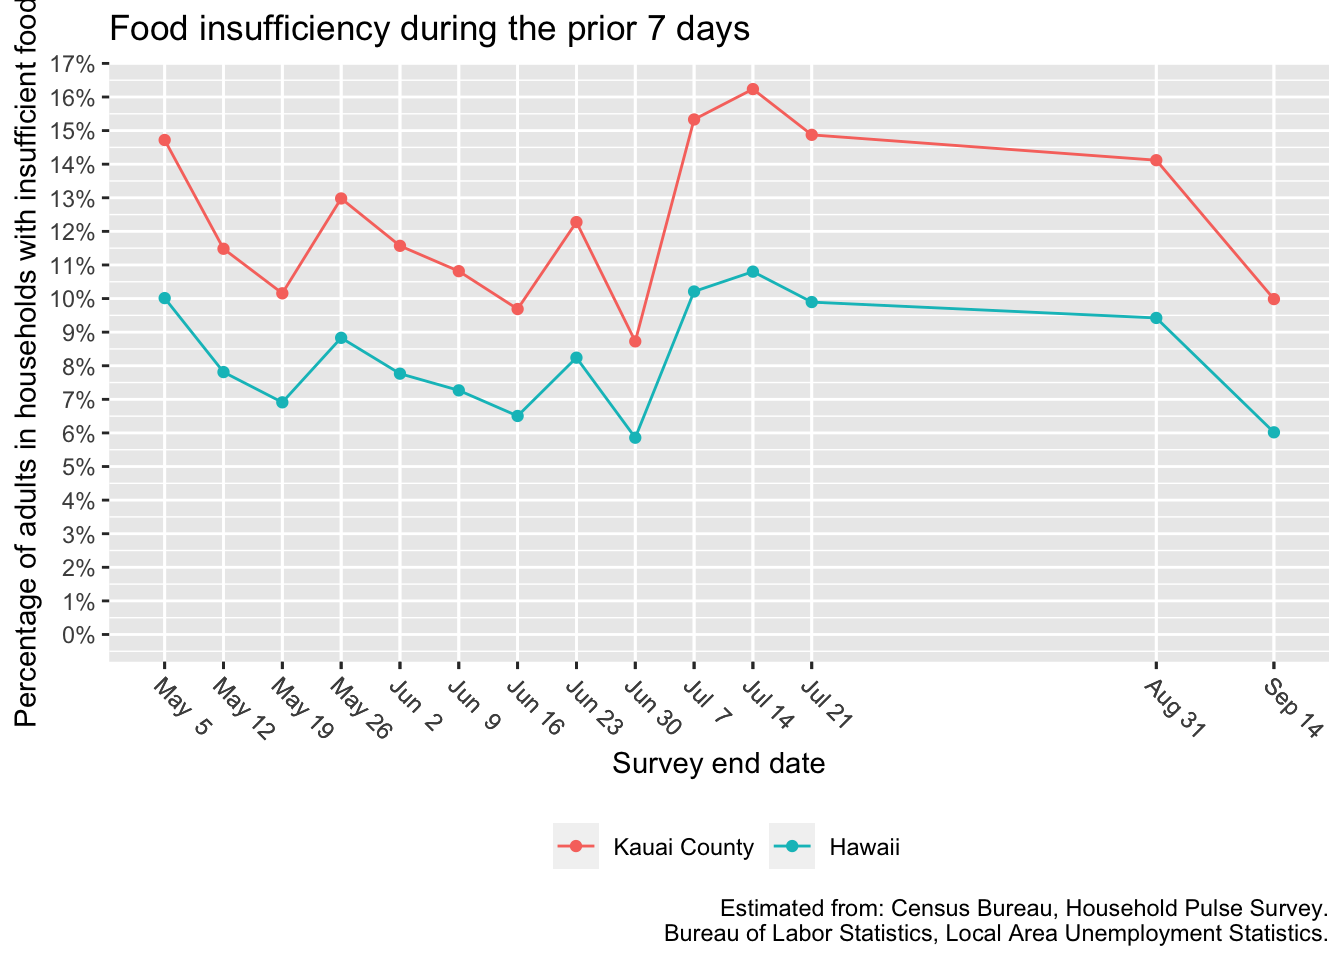 Food insufficiency during the prior 7 days
Percentage of adults in households with insufficient food
17%
16%
15%
14%
13%
12%
11%
10%
9%
8%
7%
6%
5%
4%
3%
2%
1%
0%
May 5
May 12
May 19
May 26
Jun 2
Jun 9
Jun 16
Jun 23
Jun 30
Jul 7
Jul 14
Jul 21
Aug 31
Sep 14
Survey end date
Kauai County
Hawaii
Estimated from: Census Bureau, Household Pulse Survey.
Bureau of Labor Statistics, Local Area Unemployment Statistics.